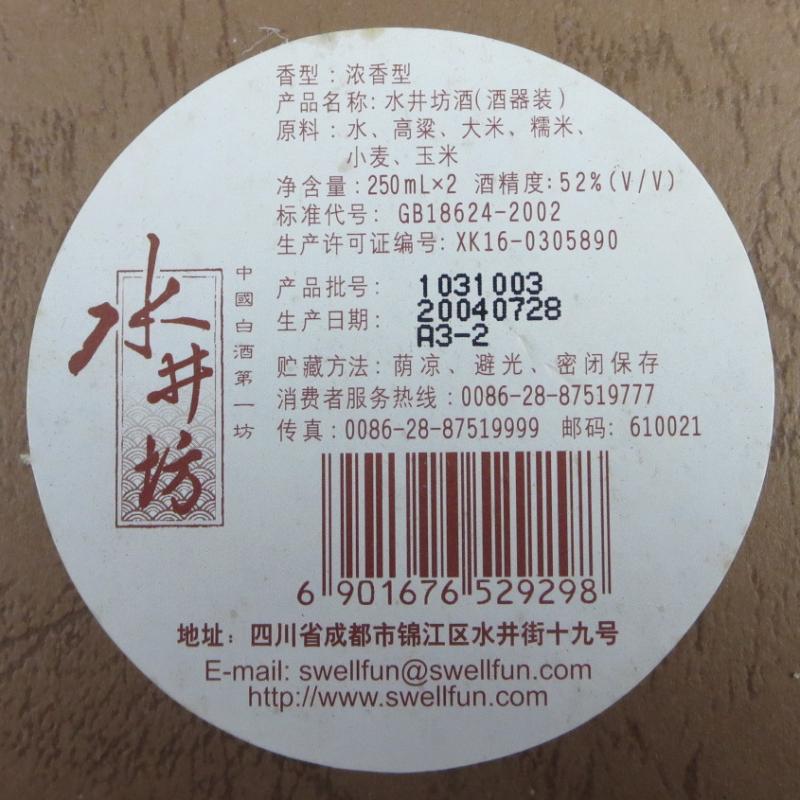 香型：浓香型
产品名称：水井坊酒（酒器装）
原料：水、高粱、大米、糯米、
小麦、玉米
净含量：250mL×2 酒精度：52%（V/V）
标准代号：GB18624-2002
生产许可证编号：XK16-0305890
产品批号：1031003
生产日期：20040728
A3-2
贮藏方法：荫凉、避光、密闭保存
消费者服务热线：0086-28-87519777
传真：0086-28-87519999 邮码：610021
水井坊
中國白酒第一坊
6 901676 529298
地址：四川省成都市锦江区水井街十九号
E-mail: swellfun@swellfun.com
http://www.swellfun.com